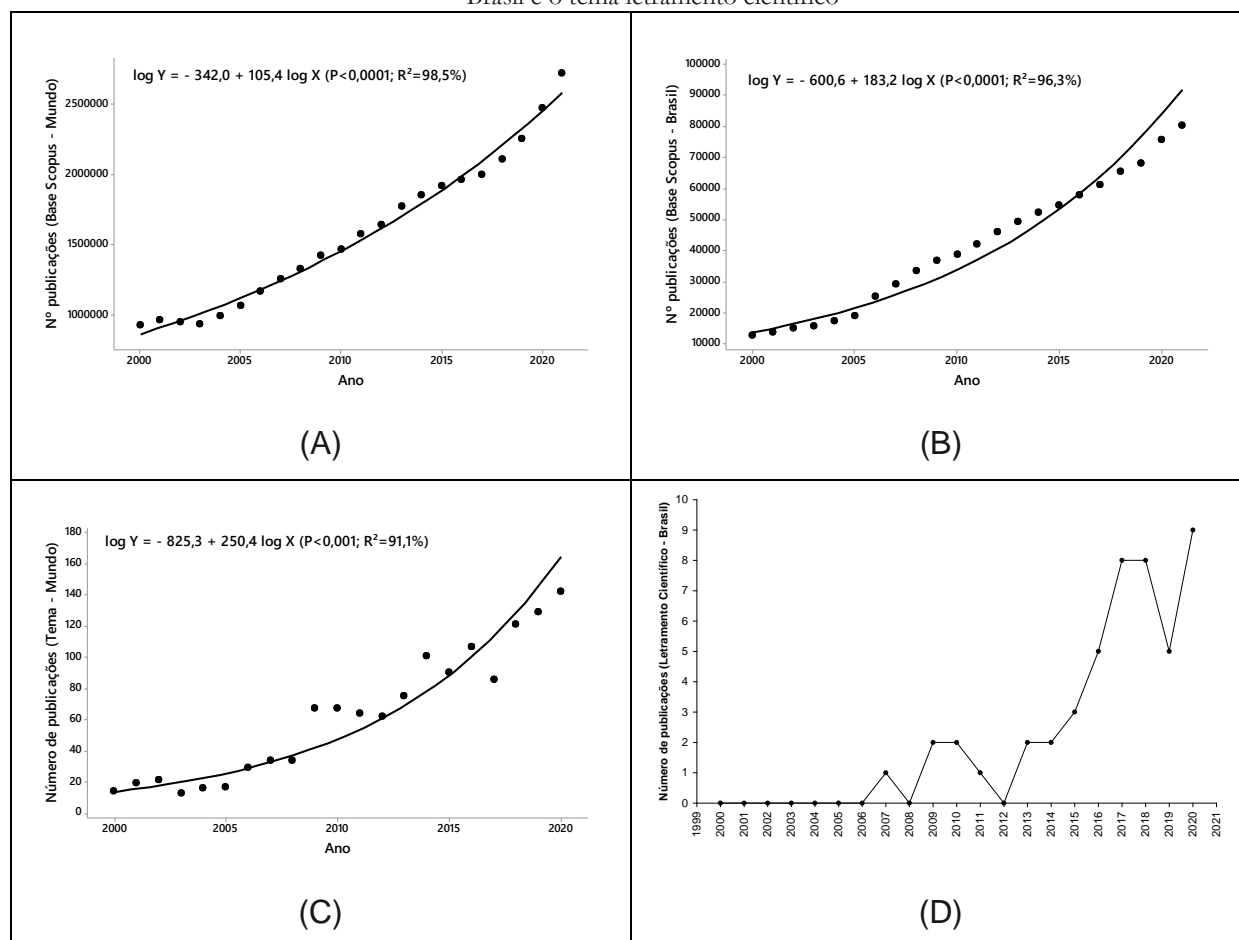 Brasil e o tema letramento científico
log Y = - 342,0 + 105,4 log X (P<0,0001; R²=98,5%)
Nº publicações (Base Scopus - Mundo)
2500000
2000000
1500000
1000000
2000 2005 2010 2015 2020
Ano
(A)
log Y = - 600,6 + 183,2 log X (P<0,0001; R²=96,3%)
Nº publicações (Base Scopus - Brasil)
100000
90000
80000
70000
60000
50000
40000
30000
20000
10000
2000 2005 2010 2015 2020
Ano
(B)
log Y = - 825,3 + 250,4 log X (P<0,001; R²=91,1%)
Número de publicações (Tema - Mundo)
180
160
140
120
100
80
60
40
20
0
2000 2005 2010 2015 2020
Ano
(C)
Número de publicações (Letramento Científico - Brasil)
10
9
8
7
6
5
4
3
2
1
0
1999 2000 2001 2002 2003 2004 2005 2006 2007 2008 2009 2010 2011 2012 2013 2014 2015 2016 2017 2018 2019 2020 2021
(D)